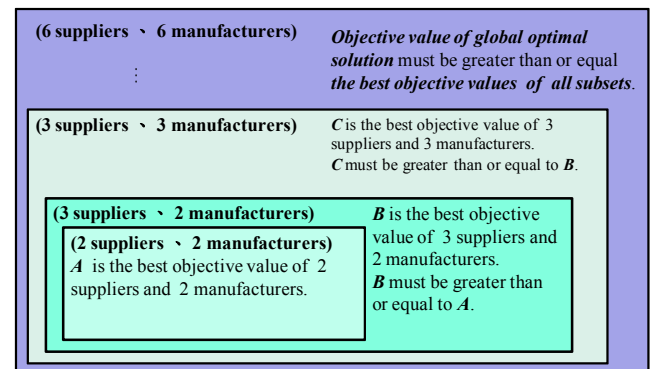 (6 suppliers、6 manufacturers)
Objective value of global optimal
solution must be greater than or equal
the best objective values of all subsets.
⋮
(3 suppliers、3 manufacturers)
C is the best objective value of 3
suppliers and 3 manufacturers.
C must be greater than or equal to B.
(3 suppliers、2 manufacturers)
B is the best objective
value of 3 suppliers and
2 manufacturers.
B must be greater than
or equal to A.
(2 suppliers、2 manufacturers)
A is the best objective value of 2
suppliers and 2 manufacturers.